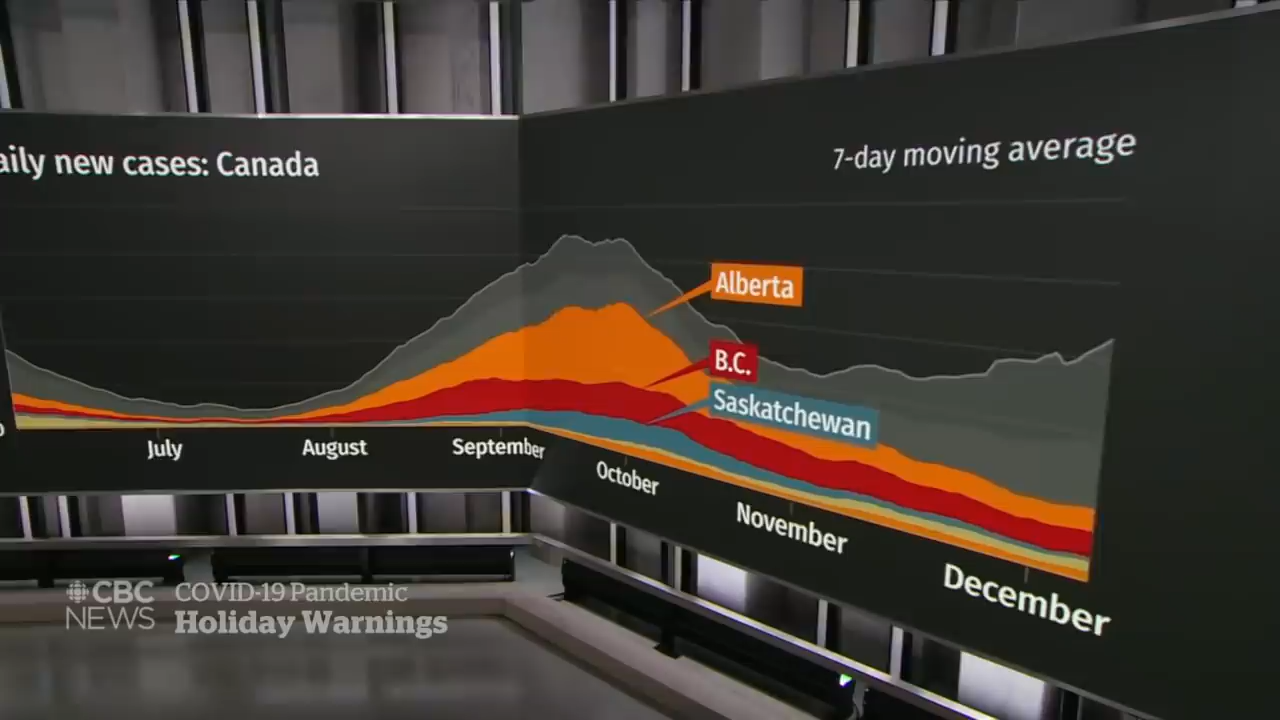 aily new cases: Canada
7-day moving average
Alberta
B.C.
Saskatchewan
July
August
September
October
November
December
CBC
NEWS
COVID-19 Pandemic
Holiday Warnings